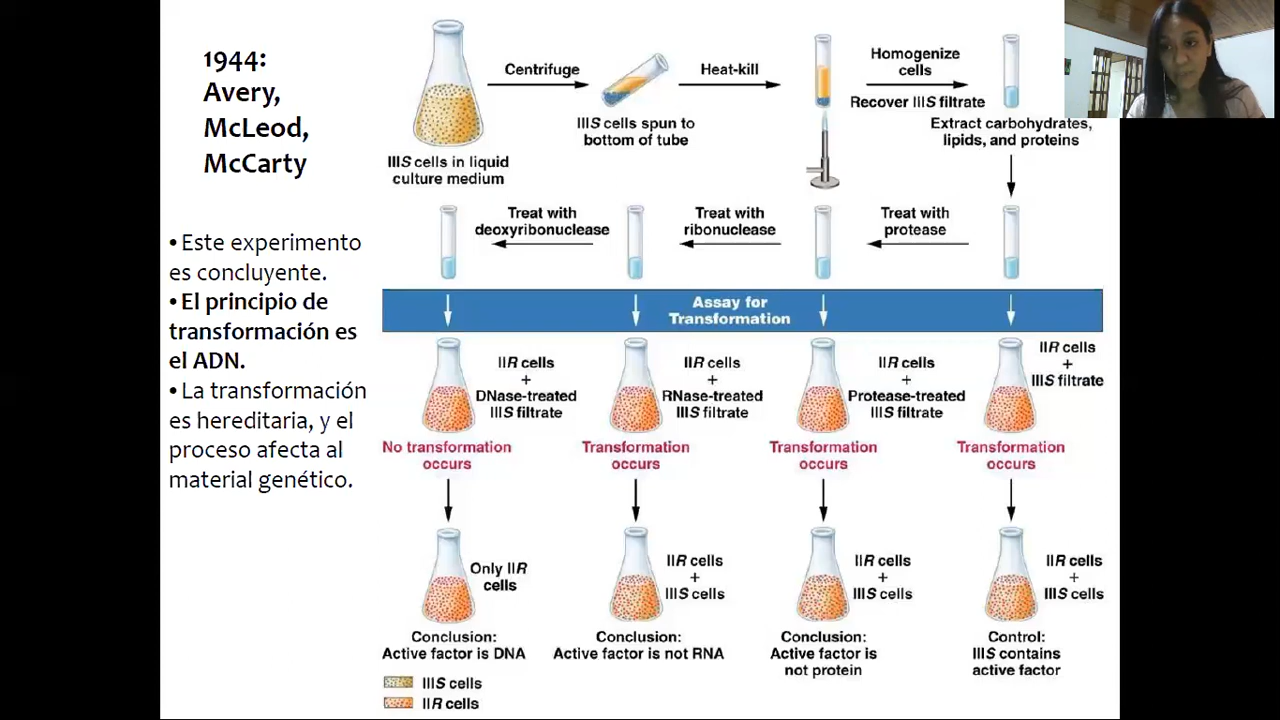 1944:
Avery,
McLeod,
McCarty
• Este experimento
es concluyente.
• El principio de
transformación es
el ADN.
• La transformación
es hereditaria, y el
proceso afecta al
material genético.
IIIS cells in liquid
culture medium
Centrifuge
IIIS cells spun to
bottom of tube
Heat-kill
Homogenize
cells
Recover IIIS filtrate
Extract carbohydrates,
lipids, and proteins
Treat with
deoxyribonuclease
Treat with
ribonuclease
Treat with
protease
Assay for
Transformation
IIR cells
+
DNase-treated
IIIS filtrate
IIR cells
+
RNase-treated
IIIS filtrate
IIR cells
+
Protease-treated
IIIS filtrate
IIR cells
+
IIIS filtrate
No transformation
occurs
Transformation
occurs
Transformation
occurs
Transformation
occurs
Only IIR
cells
IIR cells
+
IIIS cells
IIR cells
+
IIIS cells
IIR cells
+
IIIS cells
Conclusion:
Active factor is DNA
Conclusion:
Active factor is not RNA
Conclusion:
Active factor is
not protein
Control:
IIIS contains
active factor
IIIS cells
IIR cells